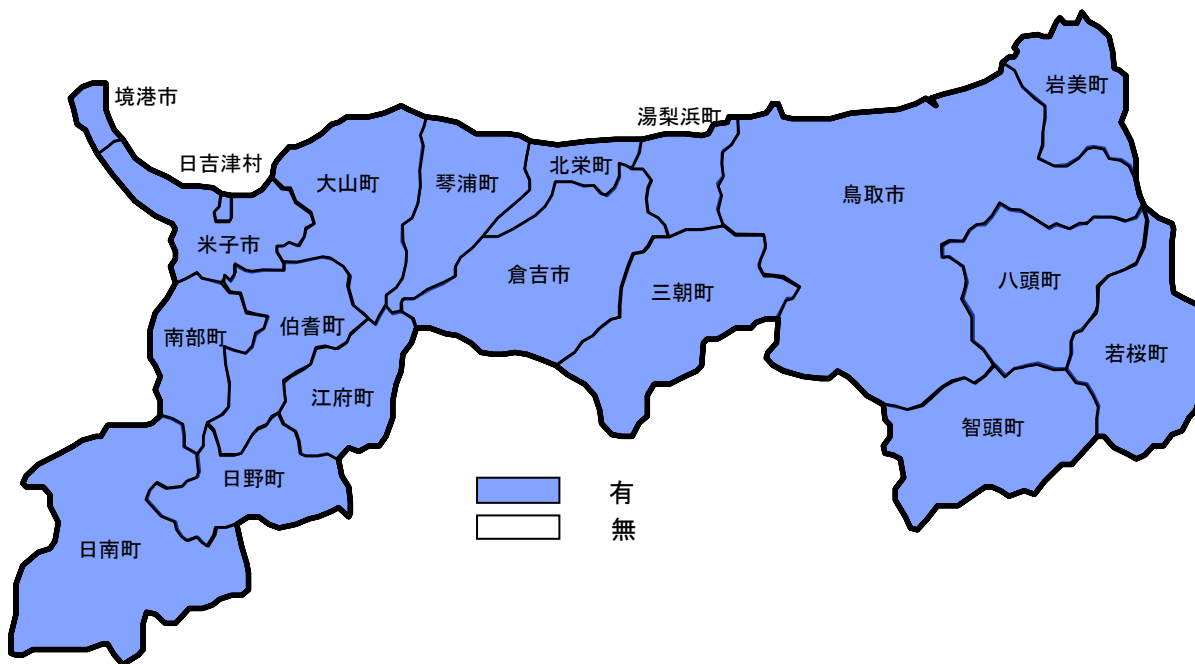 岩美町
境港市
湯梨浜町
日吉津村
北栄町
大山町
琴浦町
鳥取市
米子市
倉吉市
八頭町
三朝町
伯耆町
南部町
若桜町
江府町
智頭町
日野町
有
無
日南町